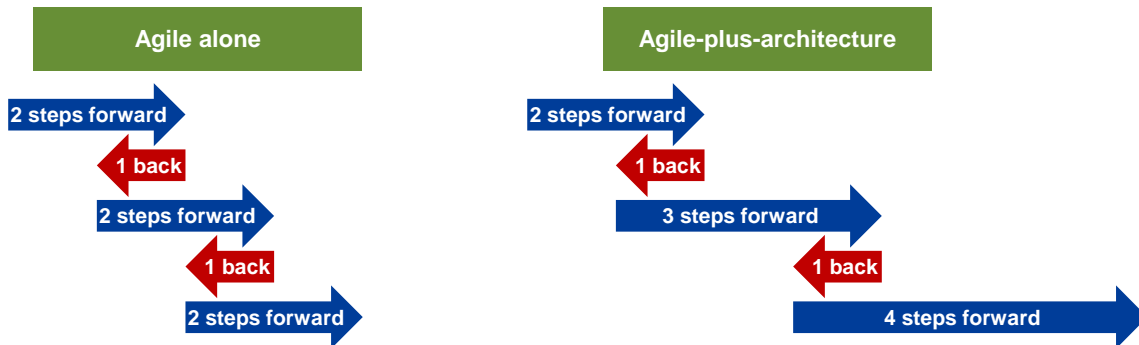 Agile alone
2 steps forward
1 back
2 steps forward
1 back
2 steps forward
Agile-plus-architecture
2 steps forward
1 back
3 steps forward
1 back
4 steps forward